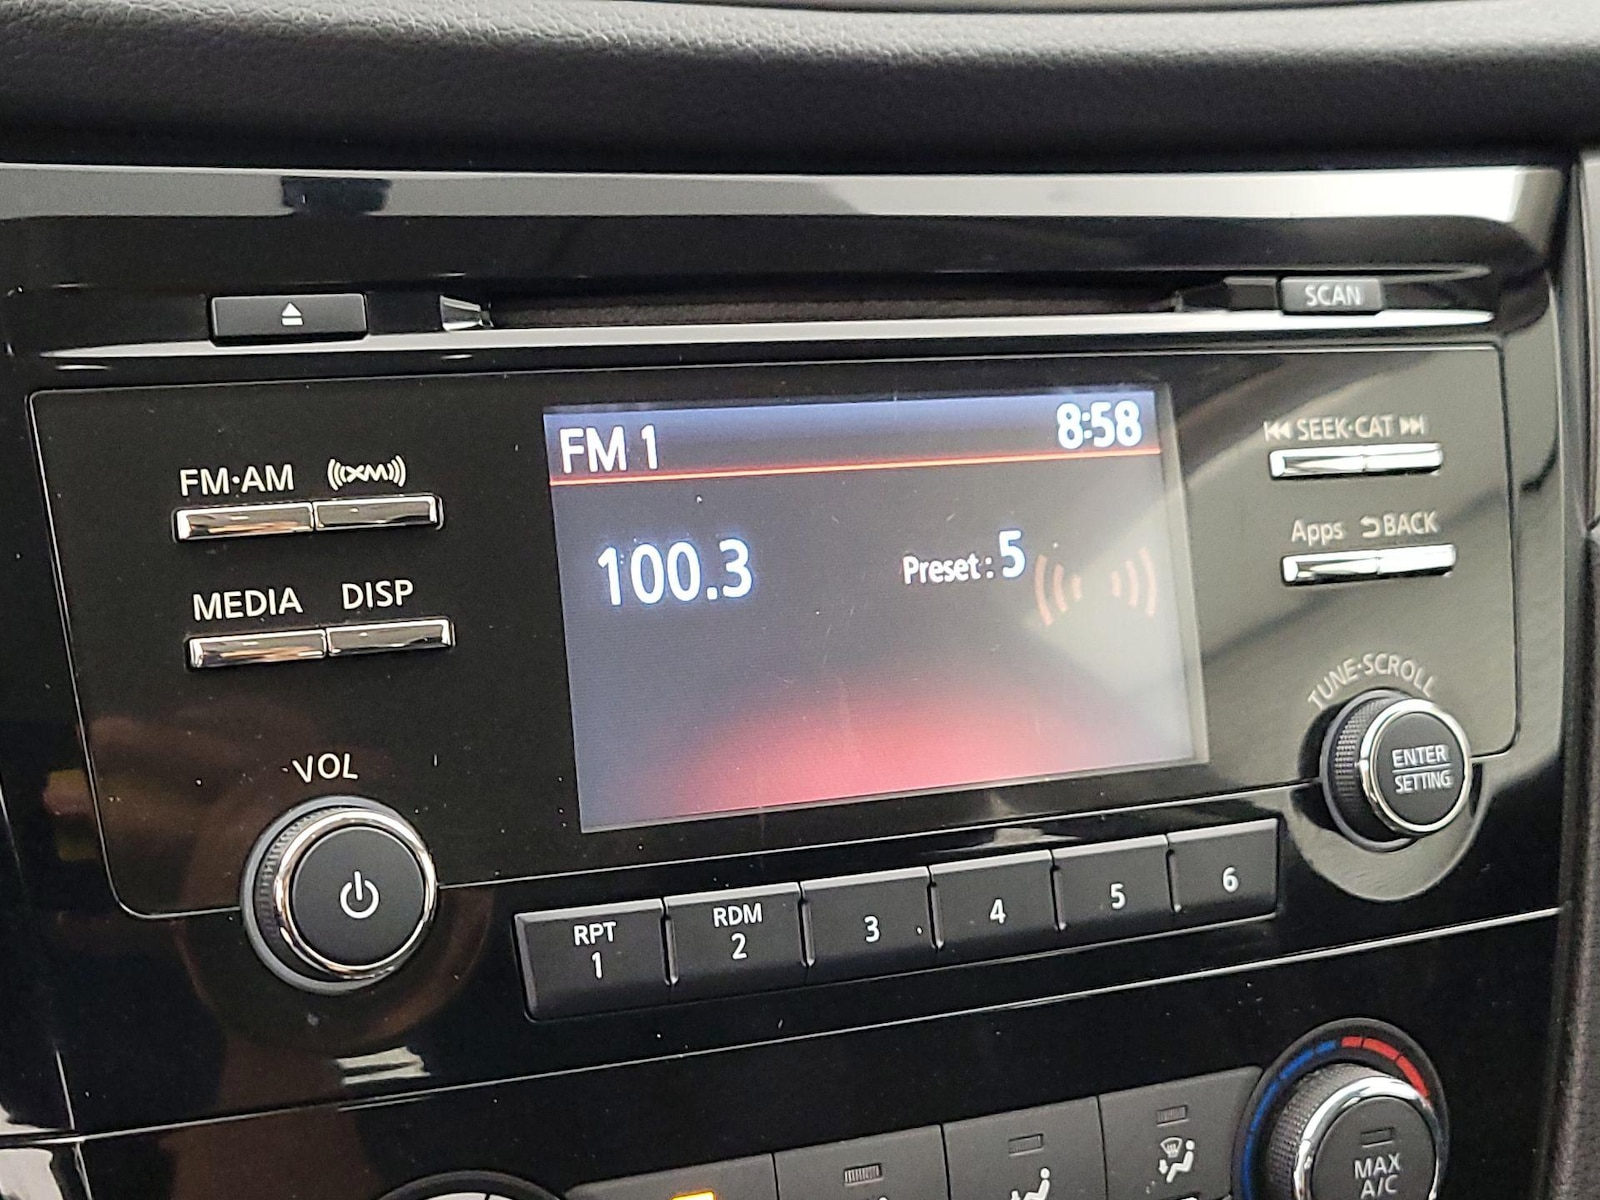 SCAN
FM 1 8:58
100.3 Preset: 5
FM·AM XM
MEDIA DISP
VOL
SEEK·CAT
Apps BACK
TUNE·SCROLL
ENTER
SETTING
RPT
1
RDM
2
3
4
5
6
MAX
A/C